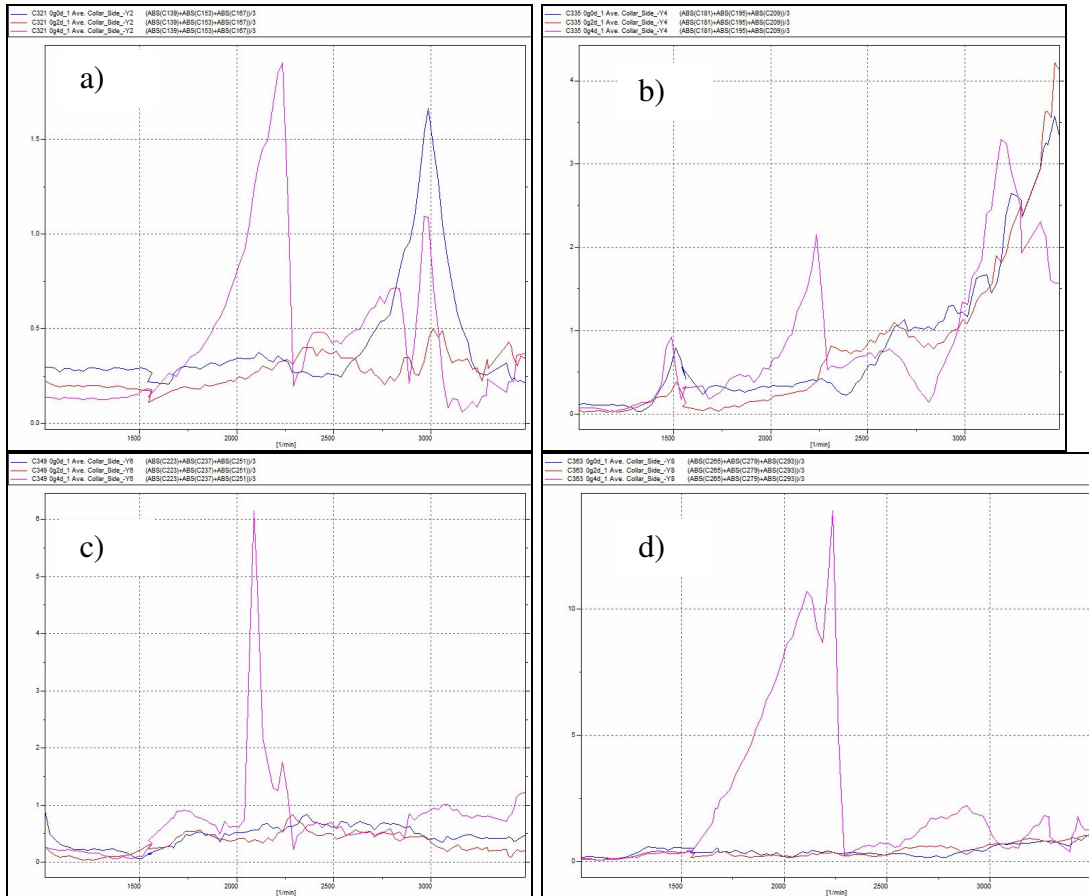 C321 0g0d_1 Ave. Collar_Side_-Y2 (ABS(C139)+ABS(C153)+ABS(C167))/3
C321 0g2d_1 Ave. Collar_Side_-Y2 (ABS(C139)+ABS(C153)+ABS(C167))/3
C321 0g4d_1 Ave. Collar_Side_-Y2 (ABS(C139)+ABS(C153)+ABS(C167))/3
a)
1.5
1.0
0.5
0.0
1500 2000 2500 3000
[1/min]
C335 0g0d_1 Ave. Collar_Side_-Y4 (ABS(C181)+ABS(C195)+ABS(C209))/3
C335 0g2d_1 Ave. Collar_Side_-Y4 (ABS(C181)+ABS(C195)+ABS(C209))/3
C335 0g4d_1 Ave. Collar_Side_-Y4 (ABS(C181)+ABS(C195)+ABS(C209))/3
b)
4
3
2
1
0
1500 2000 2500 3000
[1/min]
C349 0g0d_1 Ave. Collar_Side_-Y6 (ABS(C223)+ABS(C237)+ABS(C251))/3
C349 0g2d_1 Ave. Collar_Side_-Y6 (ABS(C223)+ABS(C237)+ABS(C251))/3
C349 0g4d_1 Ave. Collar_Side_-Y6 (ABS(C223)+ABS(C237)+ABS(C251))/3
c)
6
5
4
3
2
1
0
1500 2000 2500 3000
[1/min]
C363 0g0d_1 Ave. Collar_Side_-Y8 (ABS(C265)+ABS(C279)+ABS(C293))/3
C363 0g2d_1 Ave. Collar_Side_-Y8 (ABS(C265)+ABS(C279)+ABS(C293))/3
C363 0g4d_1 Ave. Collar_Side_-Y8 (ABS(C265)+ABS(C279)+ABS(C293))/3
d)
10
5
0
1500 2000 2500 3000
[1/min]